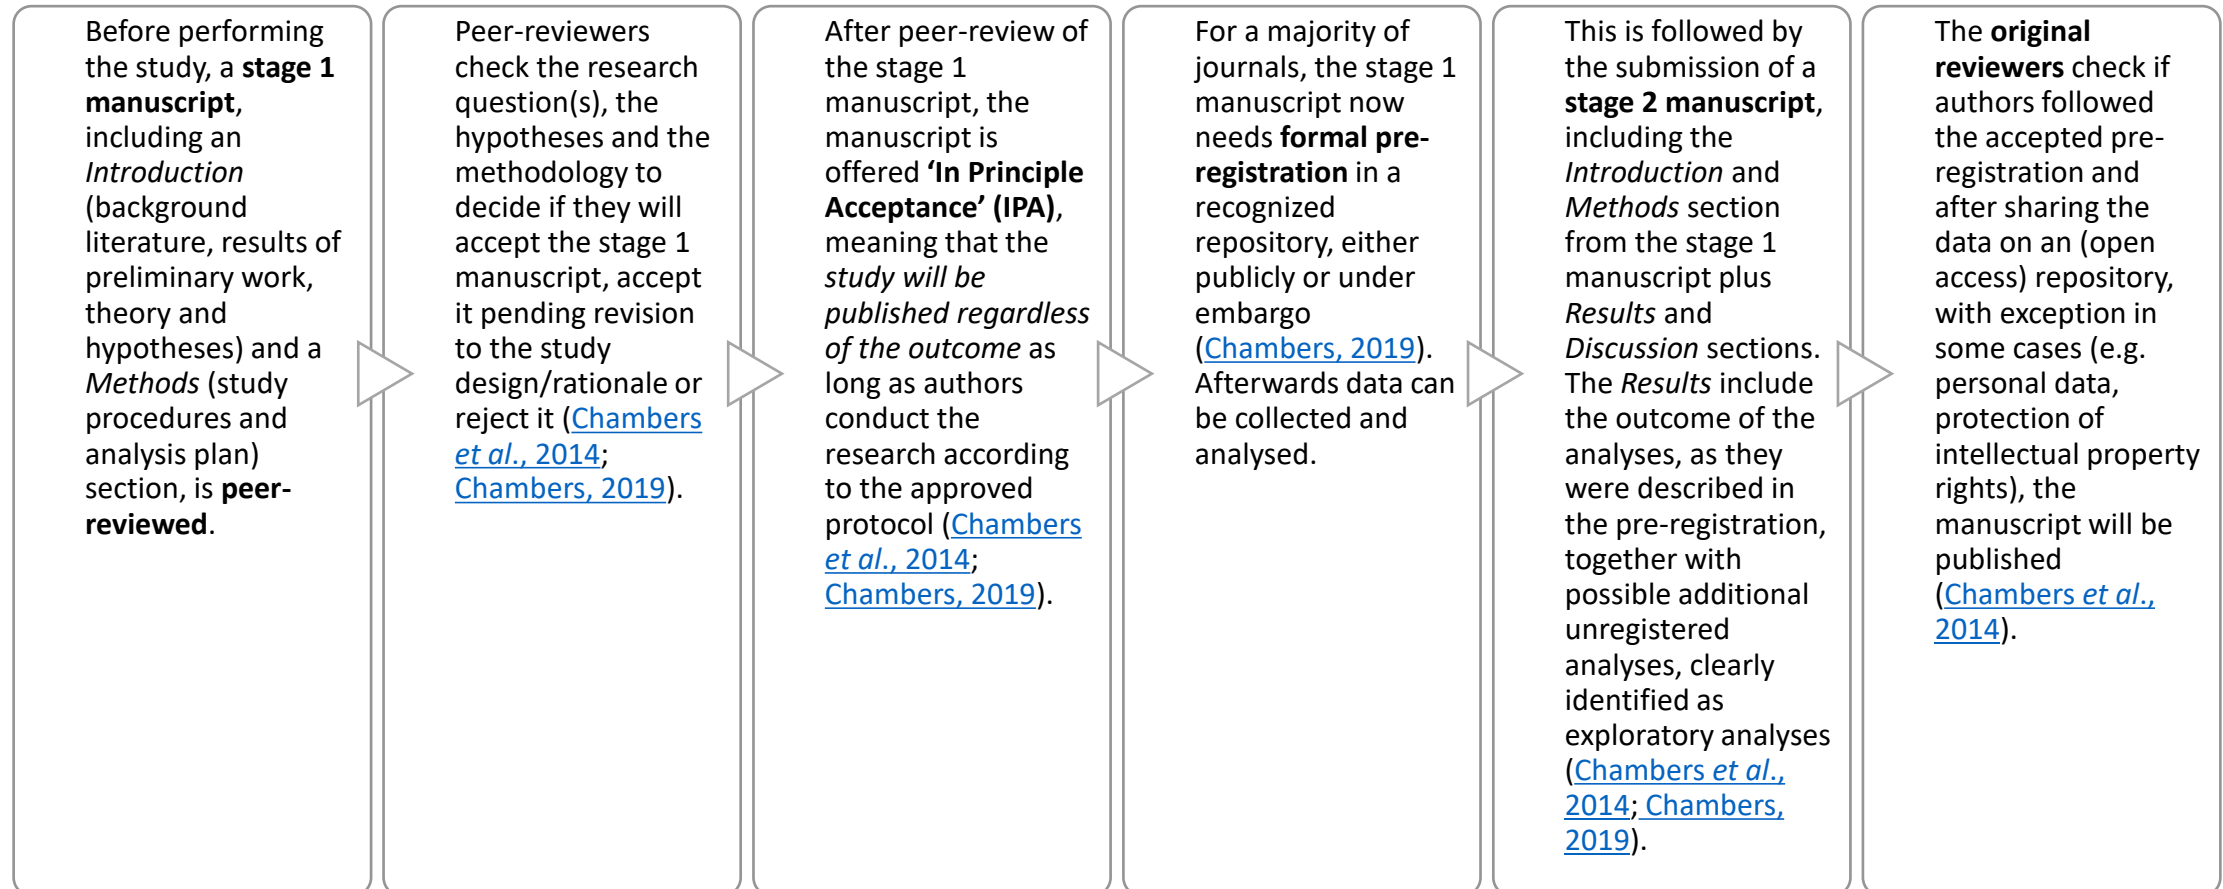 Before performing
the study, a stage 1
manuscript,
including an
Introduction
(background
literature, results of
preliminary work,
theory and
hypotheses) and a
Methods (study
procedures and
analysis plan)
section, is peer-
reviewed.
Peer-reviewers
check the research
question(s), the
hypotheses and the
methodology to
decide if they will
accept the stage 1
manuscript, accept
it pending revision
to the study
design/rationale or
reject it (Chambers
et al., 2014;
Chambers, 2019).
After peer-review of
the stage 1
manuscript, the
manuscript is
offered ‘In Principle
Acceptance’ (IPA),
meaning that the
study will be
published regardless
of the outcome as
long as authors
conduct the
research according
to the approved
protocol (Chambers
et al., 2014;
Chambers, 2019).
For a majority of
journals, the stage 1
manuscript now
needs formal pre-
registration in a
recognized
repository, either
publicly or under
embargo
(Chambers, 2019).
Afterwards data can
be collected and
analysed.
This is followed by
the submission of a
stage 2 manuscript,
including the
Introduction and
Methods section
from the stage 1
manuscript plus
Results and
Discussion sections.
The Results include
the outcome of the
analyses, as they
were described in
the pre-registration,
together with
possible additional
unregistered
analyses, clearly
identified as
exploratory analyses
(Chambers et al.,
2014; Chambers,
2019).
The original
reviewers check if
authors followed
the accepted pre-
registration and
after sharing the
data on an (open
access) repository,
with exception in
some cases (e.g.
personal data,
protection of
intellectual property
rights), the
manuscript will be
published
(Chambers et al.,
2014).